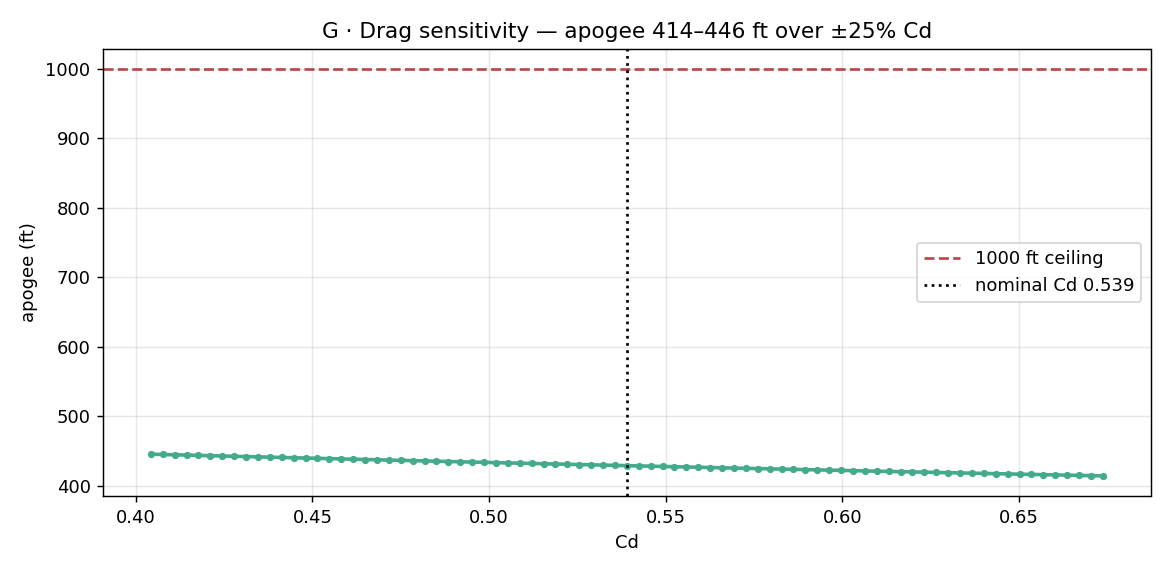 G · Drag sensitivity — apogee 414–446 ft over ±25% Cd
1000
900
800
700
600
500
400
apogee (ft)
1000 ft ceiling
nominal Cd 0.539
0.40 0.45 0.50 0.55 0.60 0.65
Cd